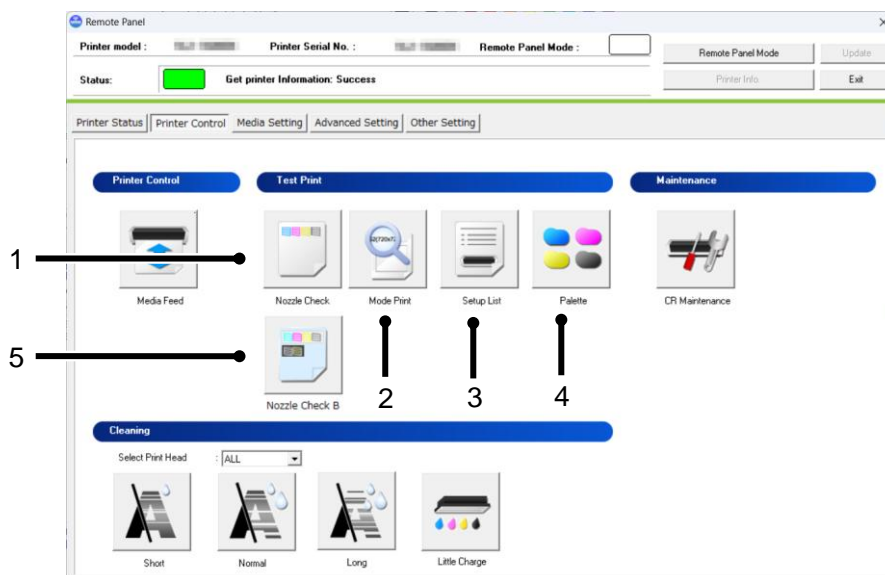 Remote Panel
Printer model : Printer Serial No. : Remote Panel Mode :
Remote Panel Mode Update
Status: Get printer Information: Success
Printer Info. Exit
Printer Status Printer Control Media Setting Advanced Setting Other Setting
Printer Control Test Print Maintenance
1
Media Feed Nozzle Check Mode Print Setup List Palette CR Maintenance
5
2 3 4
Nozzle Check B
Cleaning
Select Print Head : ALL
Short Normal Long Little Charge